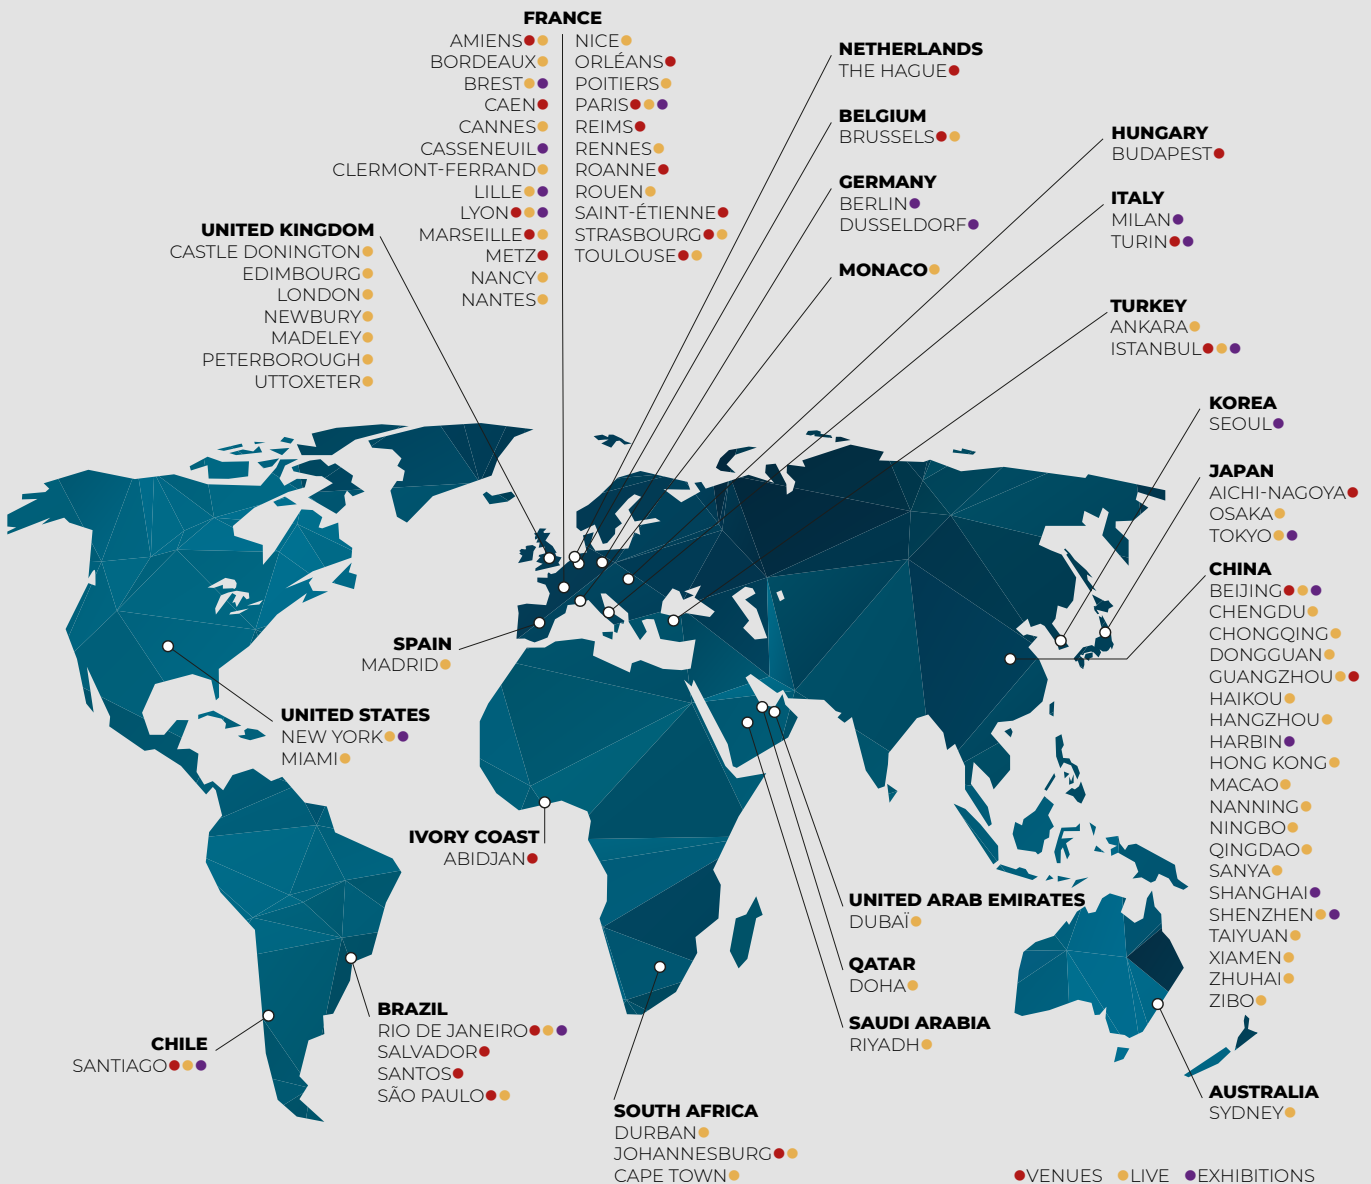 FRANCE
AMIENS
BORDEAUX
BREST
CAEN
CANNES
CASSENEUIL
CLERMONT-FERRAND
LILLE
LYON
MARSEILLE
METZ
NANCY
NANTES
NICE
ORLÉANS
POITIERS
PARIS
REIMS
RENNES
ROANNE
ROUEN
SAINT-ÉTIENNE
STRASBOURG
TOULOUSE
UNITED KINGDOM
CASTLE DONINGTON
EDIMBOURG
LONDON
NEWBURY
MADELEY
PETERBOROUGH
UTTOXETER
NETHERLANDS
THE HAGUE
BELGIUM
BRUSSELS
GERMANY
BERLIN
DUSSELDORF
MONACO
HUNGARY
BUDAPEST
ITALY
MILAN
TURIN
TURKEY
ANKARA
ISTANBUL
KOREA
SEOUL
JAPAN
AICHI-NAGOYA
OSAKA
TOKYO
CHINA
BEIJING
CHENGDU
CHONGQING
DONGGUAN
GUANGZHOU
HAIKOU
HANGZHOU
HARBIN
HONG KONG
MACAO
NANNING
NINGBO
QINGDAO
SANYA
SHANGHAI
SHENZHEN
TAIYUAN
XIAMEN
ZHUHAI
ZIBO
SPAIN
MADRID
UNITED STATES
NEW YORK
MIAMI
IVORY COAST
ABIDJAN
UNITED ARAB EMIRATES
DUBAÏ
QATAR
DOHA
SAUDI ARABIA
RIYADH
CHILE
SANTIAGO
BRAZIL
RIO DE JANEIRO
SALVADOR
SANTOS
SÃO PAULO
SOUTH AFRICA
DURBAN
JOHANNESBURG
CAPE TOWN
AUSTRALIA
SYDNEY
VENUES LIVE EXHIBITIONS